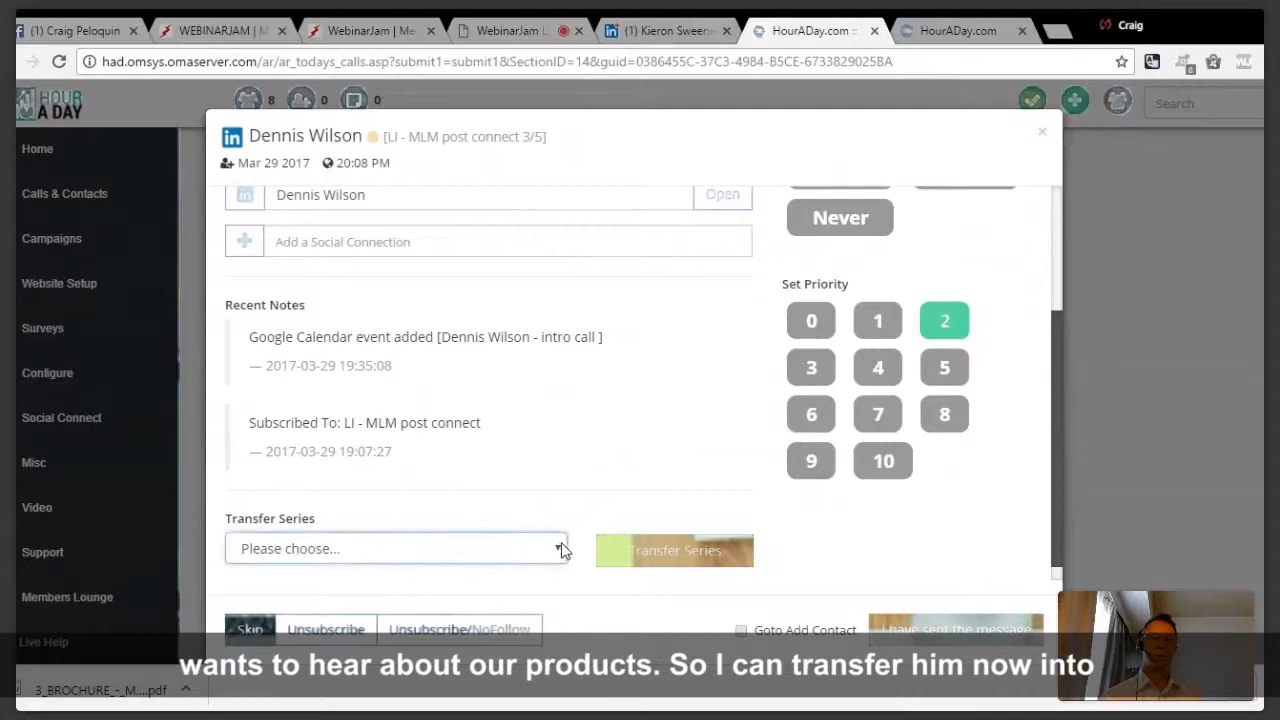 (1) Craig Peloquin
WEBINARJAM | M
WebinarJam | Me
WebinarJam L
(1) Kieron Sween
HourADay.com ::
HourADay.com
Craig
had.omsys.omaserver.com/ar/ar_todays_calls.asp?submit1=submit1&SectionID=14&guid=0386455C-37C3-4984-B5CE-6733829025BA
HOUR
A DAY
8
0
0
Search
Home
Calls & Contacts
Campaigns
Website Setup
Surveys
Configure
Social Connect
Misc
Video
Support
Members Lounge
Live Help
in Dennis Wilson [LI - MLM post connect 3/5]
×
Mar 29 2017 20:08 PM
in Dennis Wilson Open
Add a Social Connection
Recent Notes
Google Calendar event added [Dennis Wilson - intro call ]
— 2017-03-29 19:35:08
Subscribed To: LI - MLM post connect
— 2017-03-29 19:07:27
Transfer Series
Please choose...
Transfer Series
Never
Set Priority
0 1 2
3 4 5
6 7 8
9 10
Skip Unsubscribe Unsubscribe/NoFollow
Goto Add Contact
I have sent the message
wants to hear about our products. So I can transfer him now into
3_BROCHURE_-_M....pdf